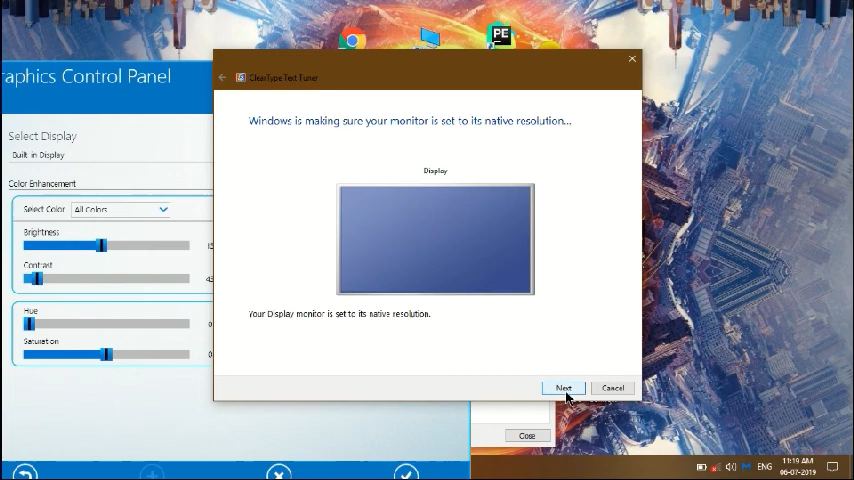 PE
raphics Control Panel
Select Display
Built-in Display
Color Enhancement
Select Color
All Colors
Brightness
Contrast
Hue
Saturation
ClearType Text Tuner
Windows is making sure your monitor is set to its native resolution...
Display
Your Display monitor is set to its native resolution.
Next
Cancel
Close
ENG
11:19 AM
06-07-2019